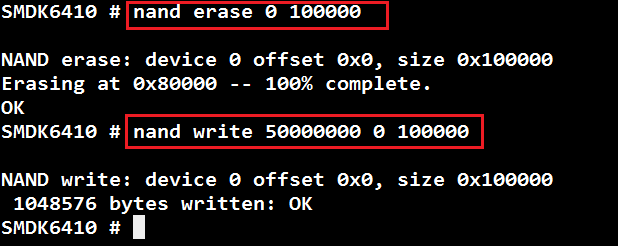 SMDK6410 # nand erase 0 100000
NAND erase: device 0 offset 0x0, size 0x100000
Erasing at 0x80000 -- 100% complete.
OK
SMDK6410 # nand write 50000000 0 100000
NAND write: device 0 offset 0x0, size 0x100000
1048576 bytes written: OK
SMDK6410 #